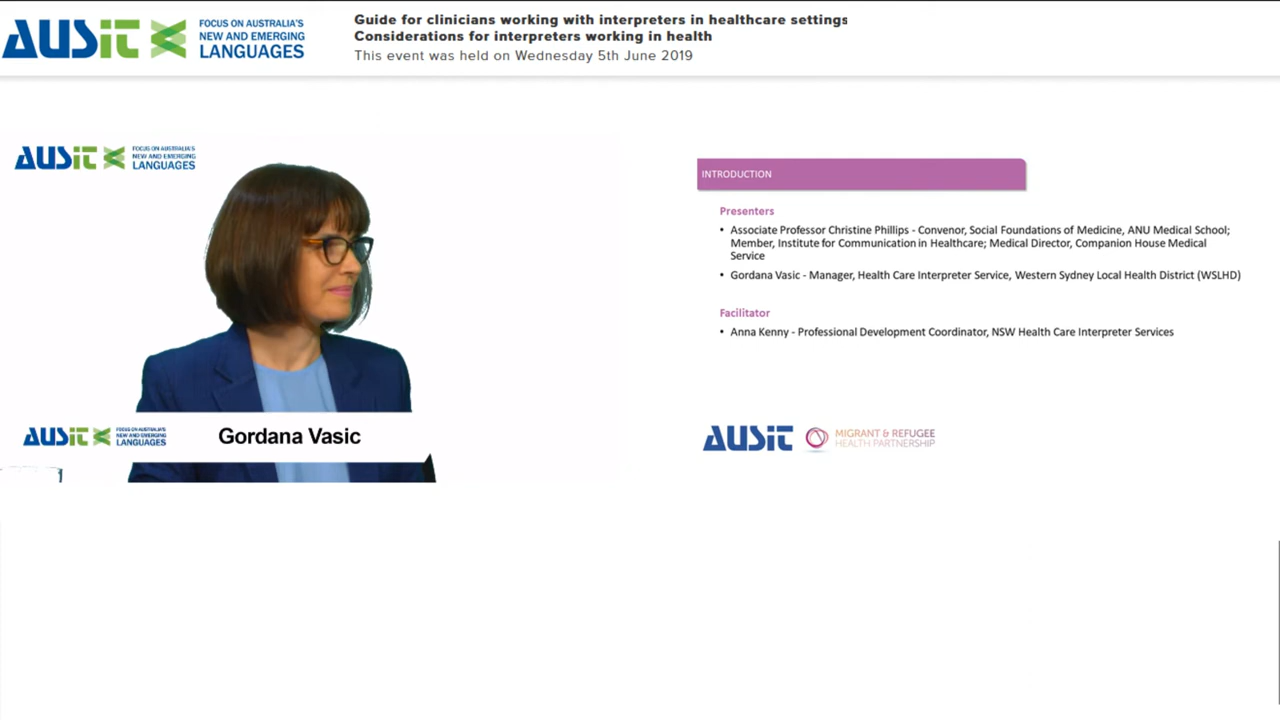 AUSiT FOCUS ON AUSTRALIA'S
NEW AND EMERGING
LANGUAGES
Guide for clinicians working with interpreters in healthcare settings
Considerations for interpreters working in health
This event was held on Wednesday 5th June 2019
AUSiT FOCUS ON AUSTRALIA'S
NEW AND EMERGING
LANGUAGES
AUSiT FOCUS ON AUSTRALIA'S
NEW AND EMERGING
LANGUAGES
Gordana Vasic
INTRODUCTION
Presenters
• Associate Professor Christine Phillips - Convenor, Social Foundations of Medicine, ANU Medical School;
Member, Institute for Communication in Healthcare; Medical Director, Companion House Medical
Service
• Gordana Vasic - Manager, Health Care Interpreter Service, Western Sydney Local Health District (WSLHD)
Facilitator
• Anna Kenny - Professional Development Coordinator, NSW Health Care Interpreter Services
AUSiT MIGRANT & REFUGEE
HEALTH PARTNERSHIP